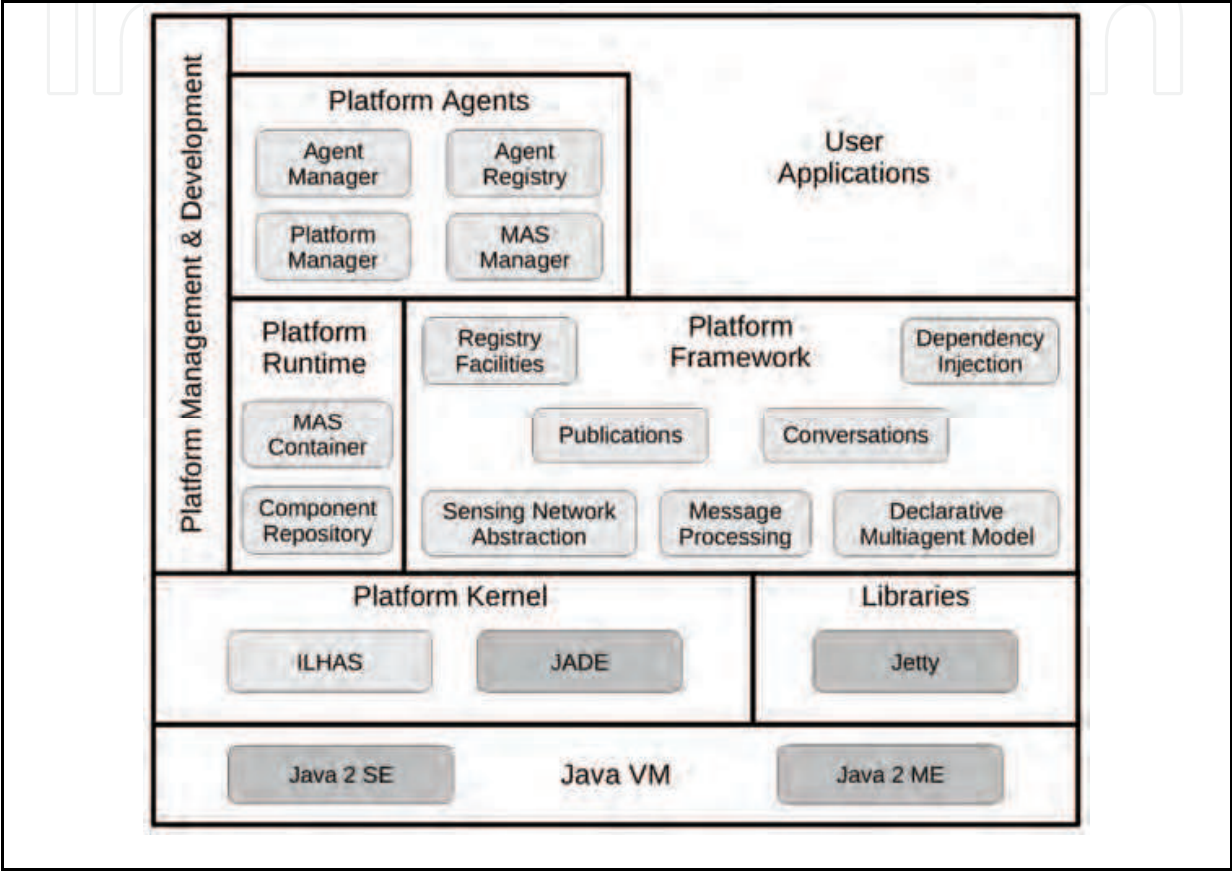 Platform Management & Development
Platform Agents
Agent
Manager
Agent
Registry
Platform
Manager
MAS
Manager
User
Applications
Platform
Runtime
MAS
Container
Component
Repository
Platform
Framework
Registry
Facilities
Dependency
Injection
Publications
Conversations
Sensing Network
Abstraction
Message
Processing
Declarative
Multiagent Model
Platform Kernel
ILHAS
JADE
Libraries
Jetty
Java 2 SE
Java VM
Java 2 ME